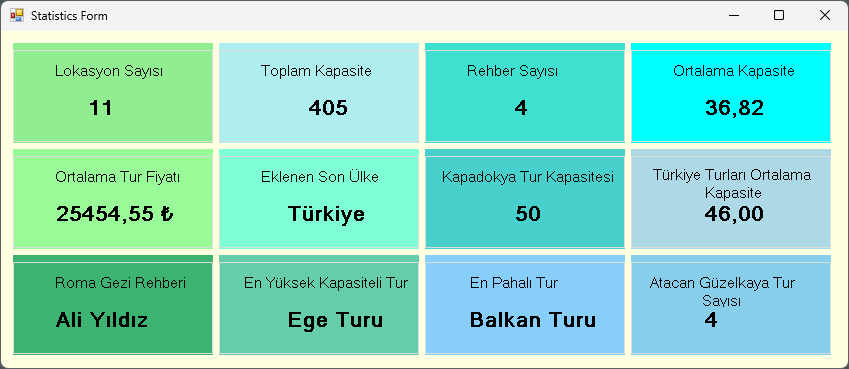 Statistics Form
Lokasyon Sayısı
11
Toplam Kapasite
405
Rehber Sayısı
4
Ortalama Kapasite
36,82
Ortalama Tur Fiyatı
25454,55 ₺
Eklenen Son Ülke
Türkiye
Kapadokya Tur Kapasitesi
50
Türkiye Turları Ortalama
Kapasite
46,00
Roma Gezi Rehberi
Ali Yıldız
En Yüksek Kapasiteli Tur
Ege Turu
En Pahalı Tur
Balkan Turu
Atacan Güzelkaya Tur
Sayısı
4